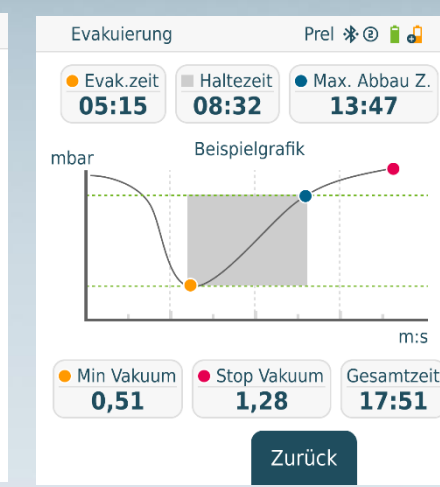 Evakuierung Prel 2
Evak.zeit Haltezeit Max. Abbau Z.
05:15 08:32 13:47
mbar Beispielgrafik
m:s
Min Vakuum Stop Vakuum Gesamtzeit
0,51 1,28 17:51
Zurück